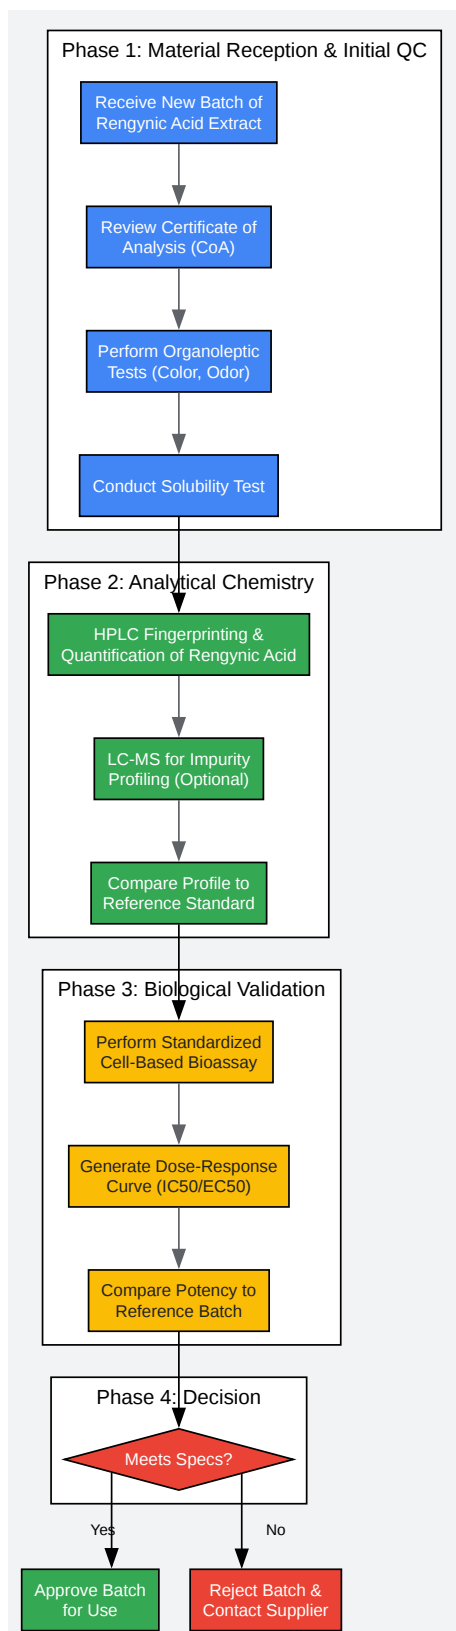 Phase 1: Material Reception & Initial QC
Receive New Batch of
Rengynic Acid Extract
Review Certificate of
Analysis (CoA)
Perform Organoleptic
Tests (Color, Odor)
Conduct Solubility Test
Phase 2: Analytical Chemistry
HPLC Fingerprinting &
Quantification of Rengynic Acid
LC-MS for Impurity
Profiling (Optional)
Compare Profile to
Reference Standard
Phase 3: Biological Validation
Perform Standardized
Cell-Based Bioassay
Generate Dose-Response
Curve (IC50/EC50)
Compare Potency to
Reference Batch
Phase 4: Decision
Meets Specs?
Yes
No
Approve Batch
for Use
Reject Batch &
Contact Supplier